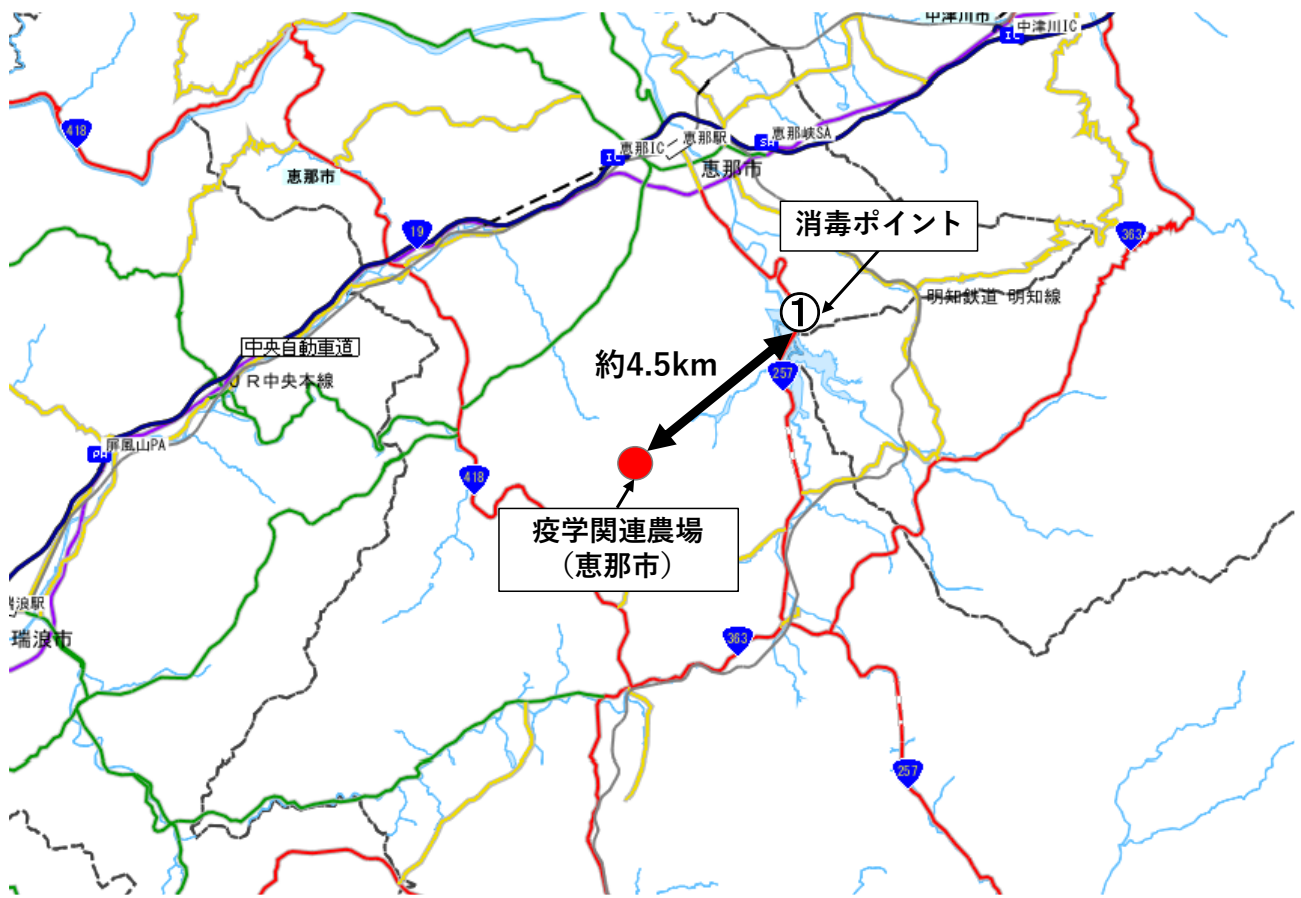 中津川市
中津川IC
IC
418
恵那IC
恵那駅
恵那峡SA
IC
SA
恵那市
恵那市
消毒ポイント
19
363
①
明知鉄道 明知線
中央自動車道
約4.5km
257
JR中央本線
屏風山PA
PA
418
疫学関連農場
(恵那市)
瑞浪駅
瑞浪市
363
257